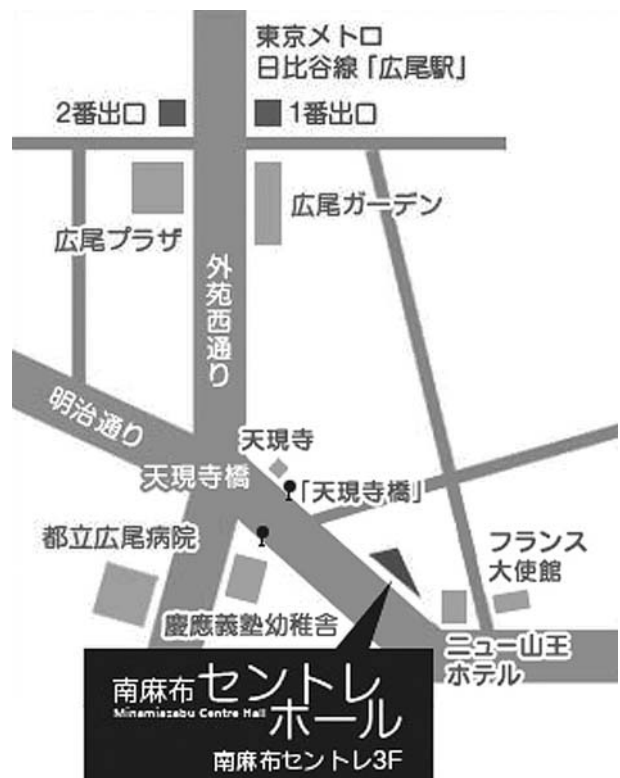 東京メトロ
日比谷線「広尾駅」
2番出口
1番出口
広尾プラザ
広尾ガーデン
外苑西通り
明治通り
天現寺
天現寺橋
「天現寺橋」
都立広尾病院
フランス
大使館
慶應義塾幼稚舎
ニュー山王
ホテル
南麻布セントレ
Minamiazabu Centre Hall
ホール
南麻布セントレ3F